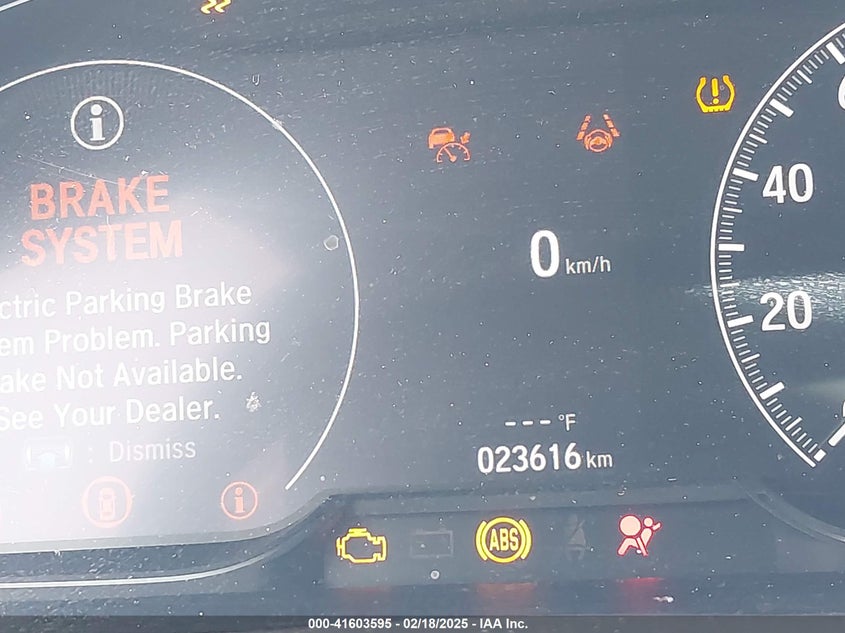 BRAKE
SYSTEM
ctric Parking Brake
em Problem. Parking
ake Not Available.
See Your Dealer.
: Dismiss
40
20
0 km/h
---°F
023616 km
ABS
000-41603595 - 02/18/2025 - IAA Inc.